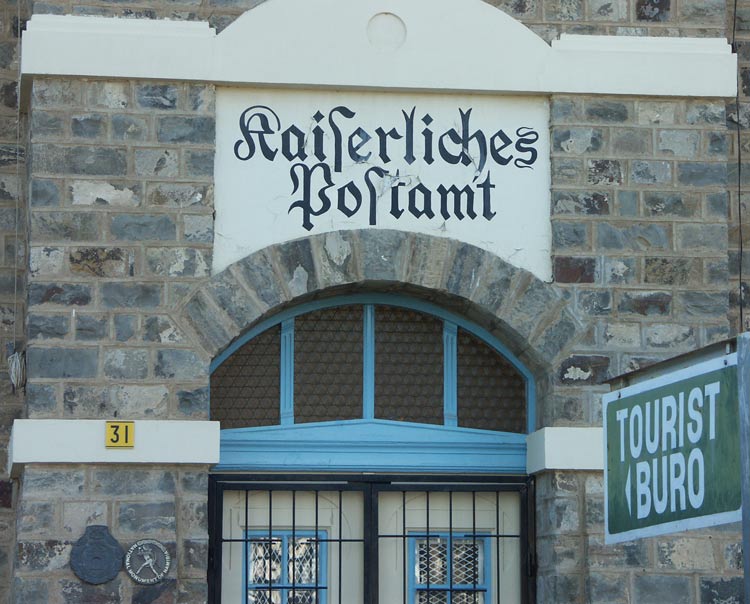 Kaiſerliches
Poſtamt
31
TOURIST
BURO